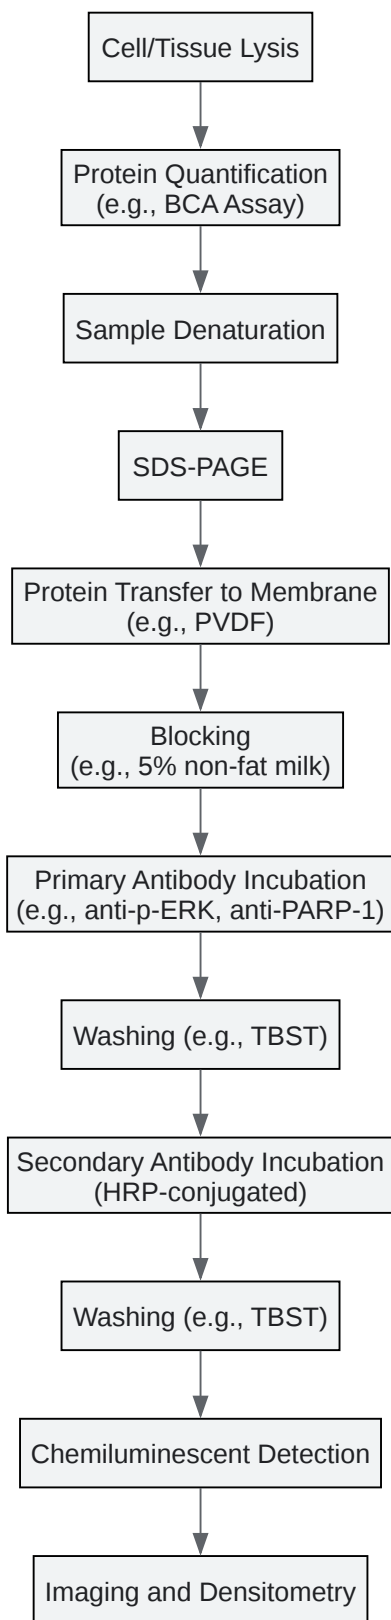 Cell/Tissue Lysis
Protein Quantification
(e.g., BCA Assay)
Sample Denaturation
SDS-PAGE
Protein Transfer to Membrane
(e.g., PVDF)
Blocking
(e.g., 5% non-fat milk)
Primary Antibody Incubation
(e.g., anti-p-ERK, anti-PARP-1)
Washing (e.g., TBST)
Secondary Antibody Incubation
(HRP-conjugated)
Washing (e.g., TBST)
Chemiluminescent Detection
Imaging and Densitometry